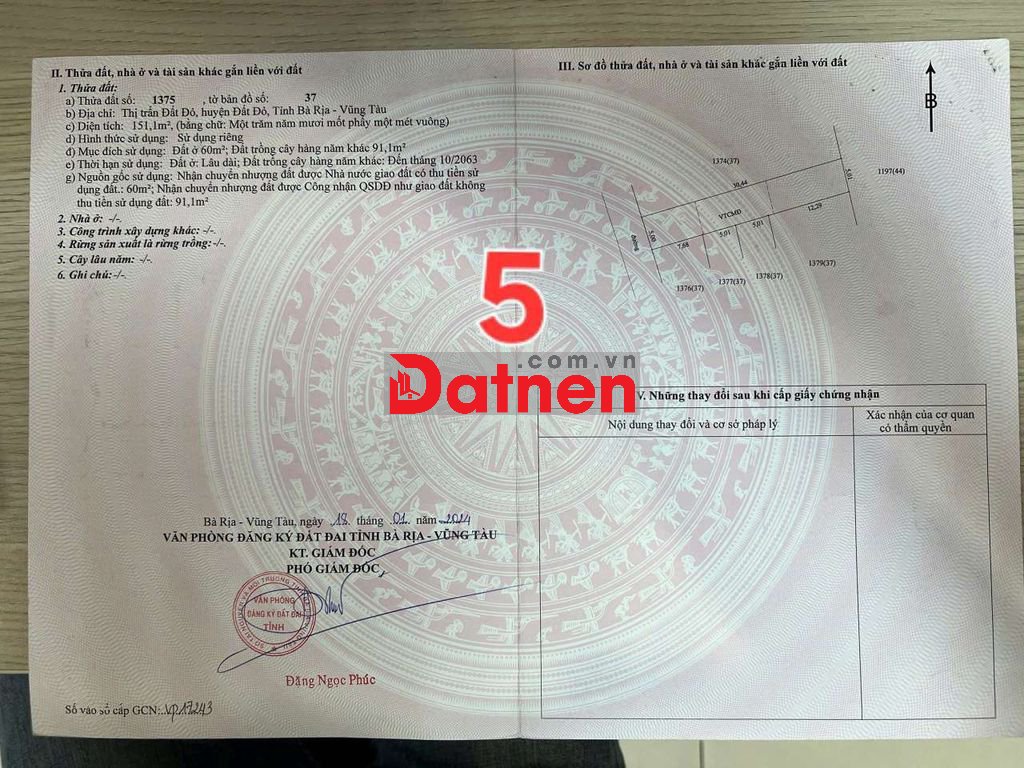 II. Thửa đất, nhà ở và tài sản khác gắn liền với đất
1. Thửa đất:
a) Thửa đất số: 1375 , tờ bản đồ số: 37
b) Địa chỉ: Thị trấn Đất Đỏ, huyện Đất Đỏ, Tỉnh Bà Rịa - Vũng Tàu
c) Diện tích: 151,1m², (bằng chữ: Một trăm năm mươi mốt phẩy một mét vuông)
d) Hình thức sử dụng: Sử dụng riêng
đ) Mục đích sử dụng: Đất ở 60m²; Đất trồng cây hàng năm khác 91,1m²
e) Thời hạn sử dụng: Đất ở: Lâu dài; Đất trồng cây hàng năm khác: Đến tháng 10/2063
g) Nguồn gốc sử dụng: Nhận chuyển nhượng đất được Nhà nước giao đất có thu tiền sử
dụng đất.: 60m²; Nhận chuyển nhượng đất được Công nhận QSDĐ như giao đất không
thu tiền sử dụng đất: 91,1m²
2. Nhà ở: -/-.
3. Công trình xây dựng khác: -/-.
4. Rừng sản xuất là rừng trồng: -/-.
5. Cây lâu năm: -/-.
6. Ghi chú: -/-.
Bà Rịa - Vũng Tàu, ngày 18 tháng 01 năm 2024
VĂN PHÒNG ĐĂNG KÝ ĐẤT ĐAI TỈNH BÀ RỊA - VŨNG TÀU
KT. GIÁM ĐỐC
PHÓ GIÁM ĐỐC
VĂN PHÒNG
ĐĂNG KÝ ĐẤT ĐAI
TỈNH
Đặng Ngọc Phúc
Số vào sổ cấp GCN: VP17243
III. Sơ đồ thửa đất, nhà ở và tài sản khác gắn liền với đất
B
1374(37)
1197(44)
30,44
5,01
VTCMĐ
12,29
5,00
đường
7,68
5,01
5,01
1379(37)
1378(37)
1377(37)
1376(37)
5
Datnen
.com.vn
V. Những thay đổi sau khi cấp giấy chứng nhận
Nội dung thay đổi và cơ sở pháp lý
Xác nhận của cơ quan
có thẩm quyền